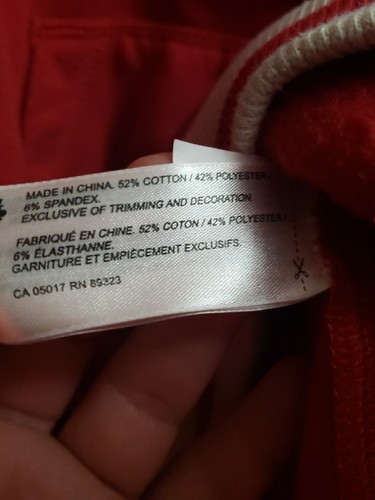 MADE IN CHINA. 52% COTTON / 42% POLYESTER /
6% SPANDEX.
EXCLUSIVE OF TRIMMING AND DECORATION.
FABRIQUÉ EN CHINE. 52% COTON / 42% POLYESTER /
6% ÉLASTHANNE.
GARNITURE ET EMPIÈCEMENT EXCLUSIFS.
CA 05017 RN 89323